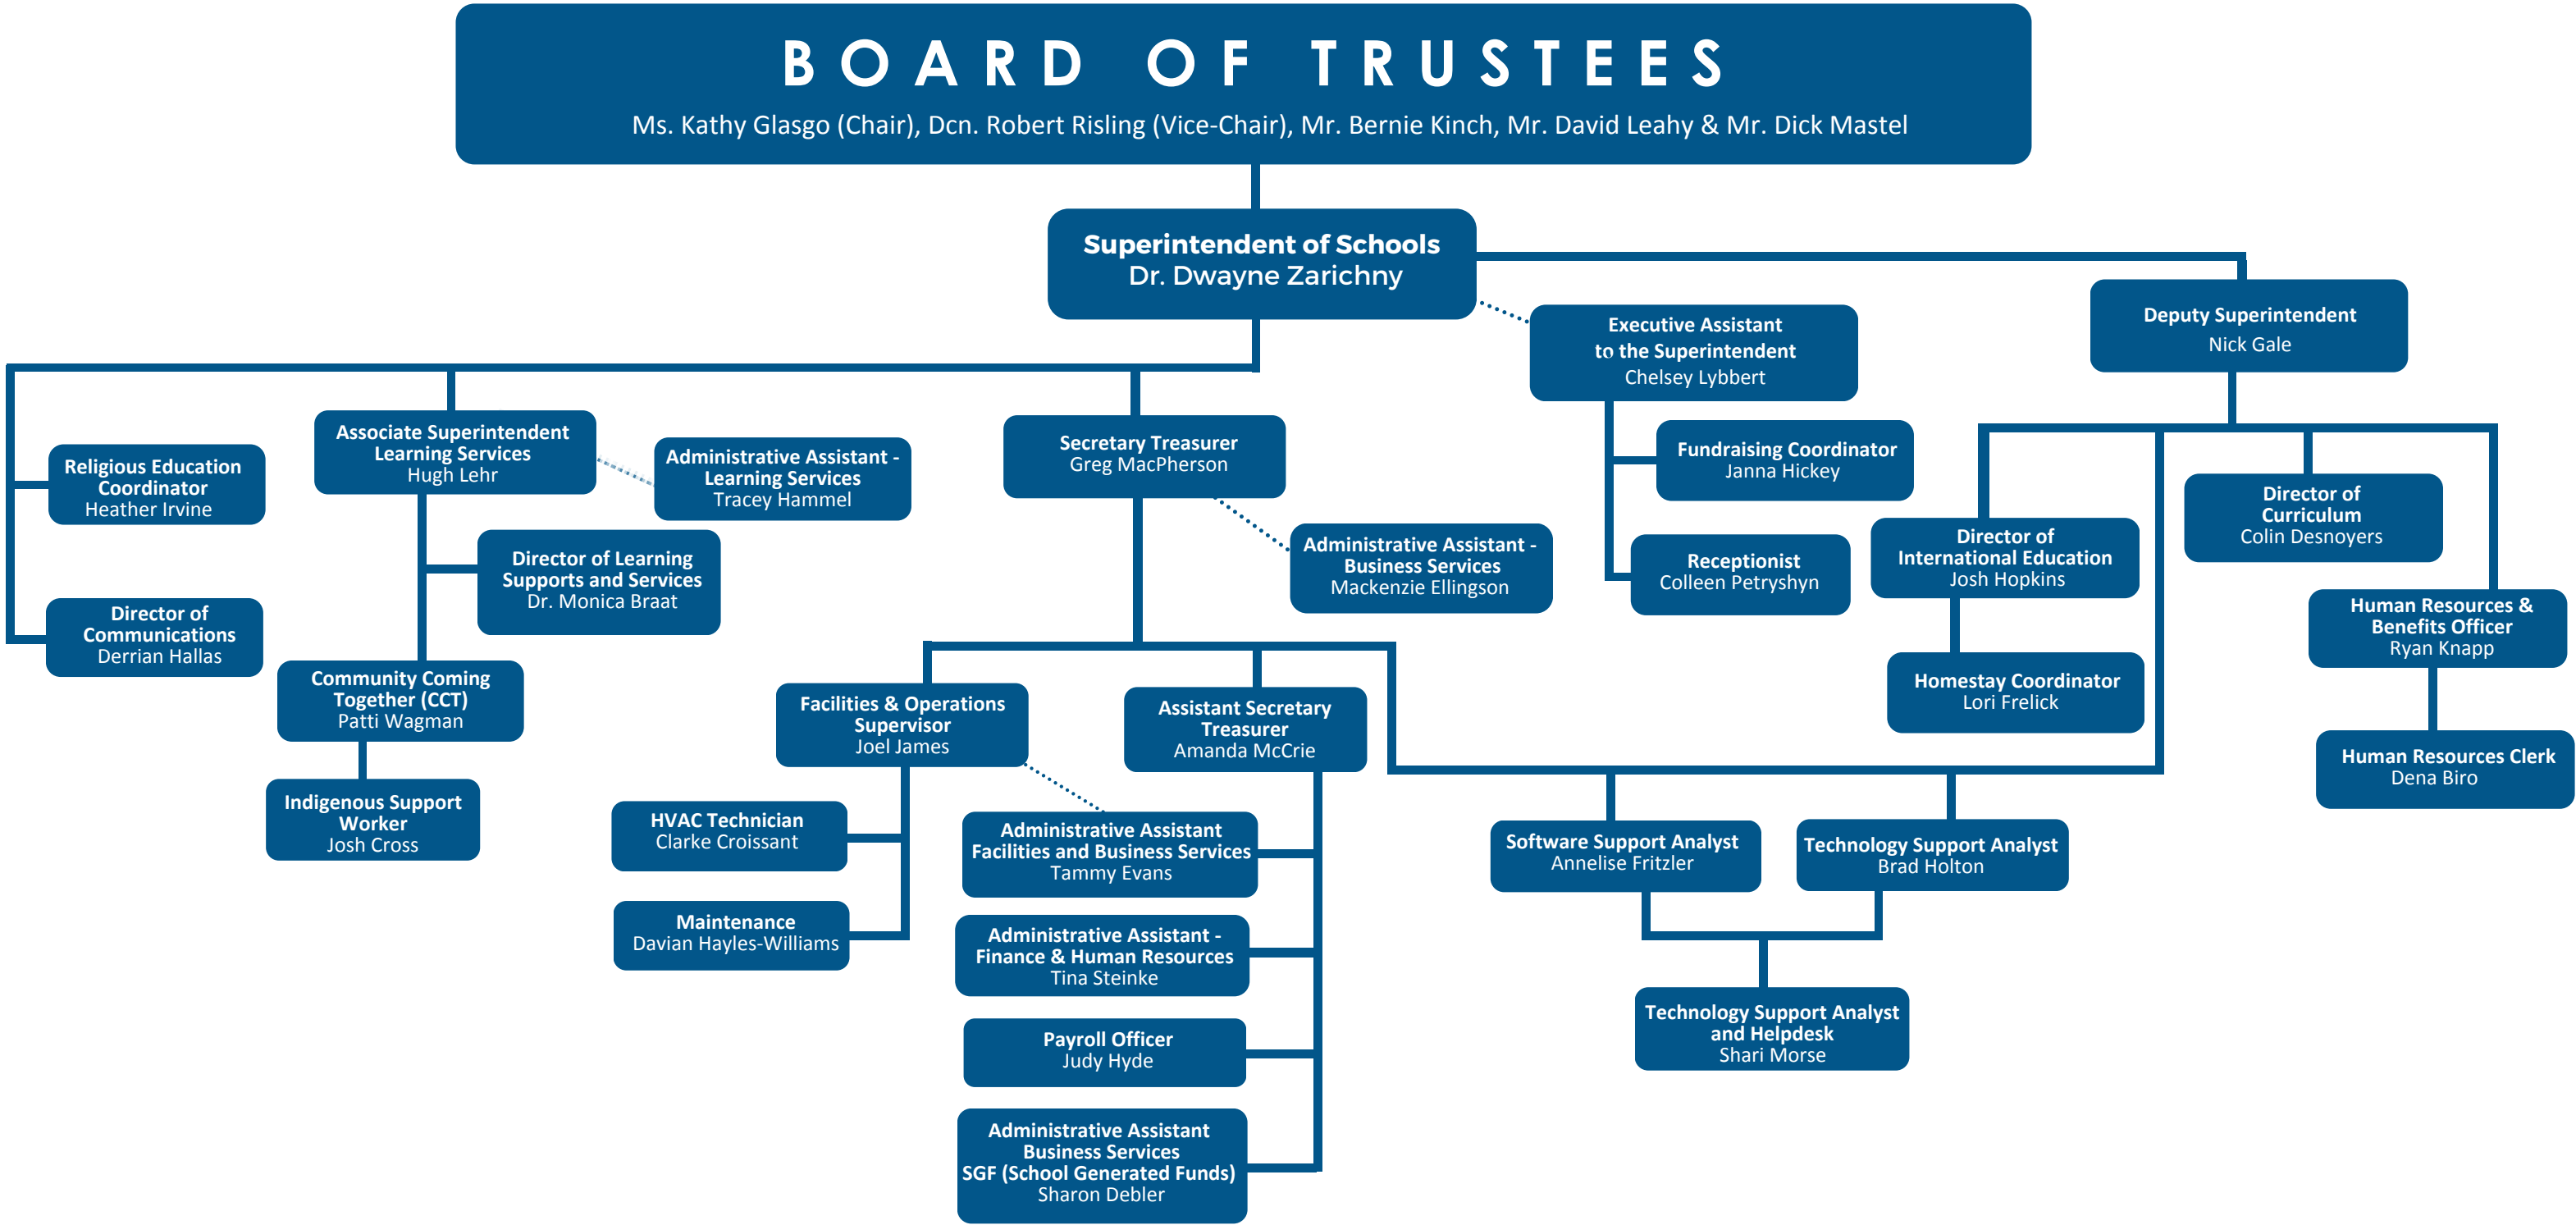 BOARD OF TRUSTEES
Ms. Kathy Glasgo (Chair), Dcn. Robert Risling (Vice-Chair), Mr. Bernie Kinch, Mr. David Leahy & Mr. Dick Mastel
Superintendent of Schools
Dr. Dwayne Zarichny
Executive Assistant
to the Superintendent
Chelsey Lybbert
Deputy Superintendent
Nick Gale
Religious Education
Coordinator
Heather Irvine
Director of
Communications
Derrian Hallas
Associate Superintendent
Learning Services
Hugh Lehr
Administrative Assistant -
Learning Services
Tracey Hammel
Director of Learning
Supports and Services
Dr. Monica Braat
Community Coming
Together (CCT)
Patti Wagman
Indigenous Support
Worker
Josh Cross
Secretary Treasurer
Greg MacPherson
Administrative Assistant -
Business Services
Mackenzie Ellingson
Fundraising Coordinator
Janna Hickey
Receptionist
Colleen Petryshyn
Director of
International Education
Josh Hopkins
Homestay Coordinator
Lori Frelick
Director of
Curriculum
Colin Desnoyers
Human Resources &
Benefits Officer
Ryan Knapp
Human Resources Clerk
Dena Biro
Facilities & Operations
Supervisor
Joel James
Assistant Secretary
Treasurer
Amanda McCrie
HVAC Technician
Clarke Croissant
Maintenance
Davian Hayles-Williams
Administrative Assistant
Facilities and Business Services
Tammy Evans
Administrative Assistant -
Finance & Human Resources
Tina Steinke
Payroll Officer
Judy Hyde
Administrative Assistant
Business Services
SGF (School Generated Funds)
Sharon Debler
Software Support Analyst
Annelise Fritzler
Technology Support Analyst
Brad Holton
Technology Support Analyst
and Helpdesk
Shari Morse